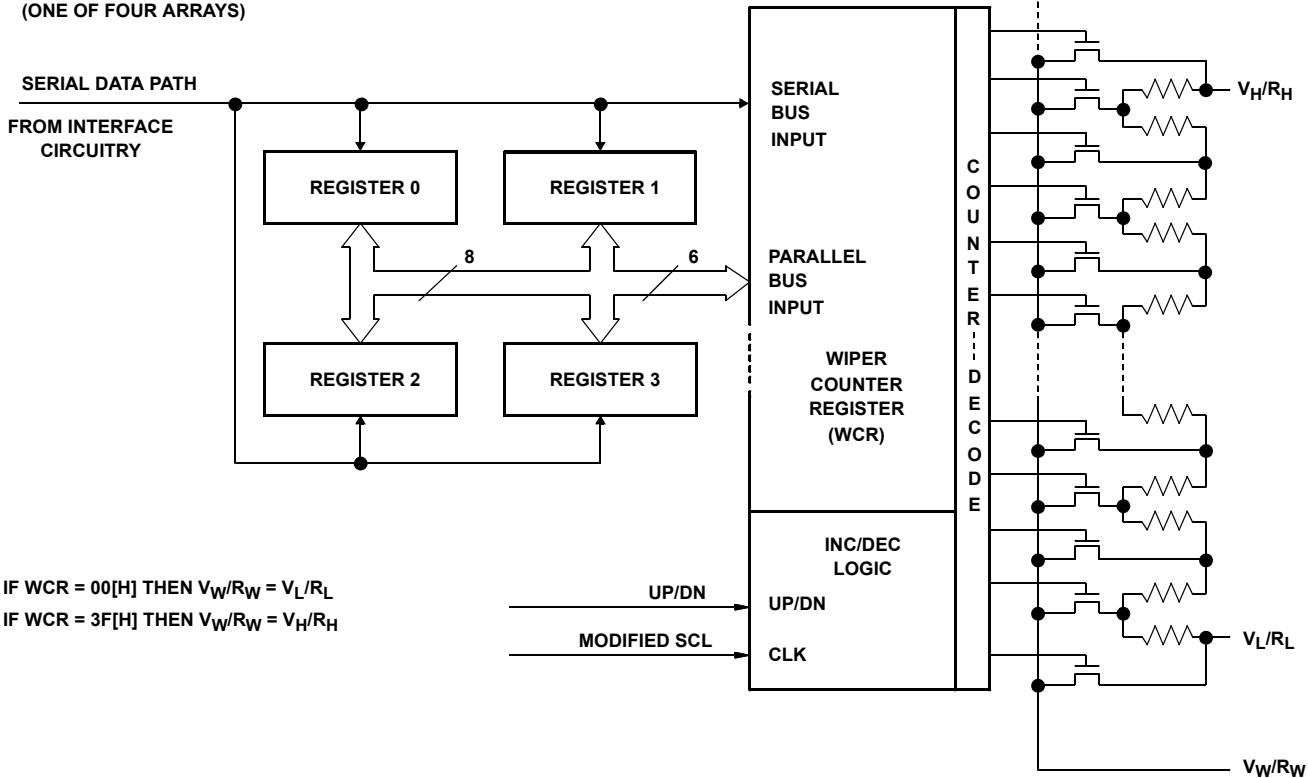 (ONE OF FOUR ARRAYS)
SERIAL DATA PATH
FROM INTERFACE
CIRCUITRY
REGISTER 0
REGISTER 1
8
6
REGISTER 2
REGISTER 3
SERIAL
BUS
INPUT
PARALLEL
BUS
INPUT
WIPER
COUNTER
REGISTER
(WCR)
INC/DEC
LOGIC
UP/DN
UP/DN
MODIFIED SCL
CLK
IF WCR = 00[H] THEN VW/RW = VL/RL
IF WCR = 3F[H] THEN VW/RW = VH/RH
COUNTER
DECODE
VH/RH
VL/RL
VW/RW